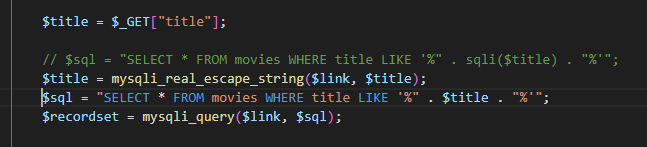 $title = $_GET["title"];
// $sql = "SELECT * FROM movies WHERE title LIKE '%" . sqli($title) . "%'";
$title = mysqli_real_escape_string($link, $title);
$sql = "SELECT * FROM movies WHERE title LIKE '%" . $title . "%'";
$recordset = mysqli_query($link, $sql);